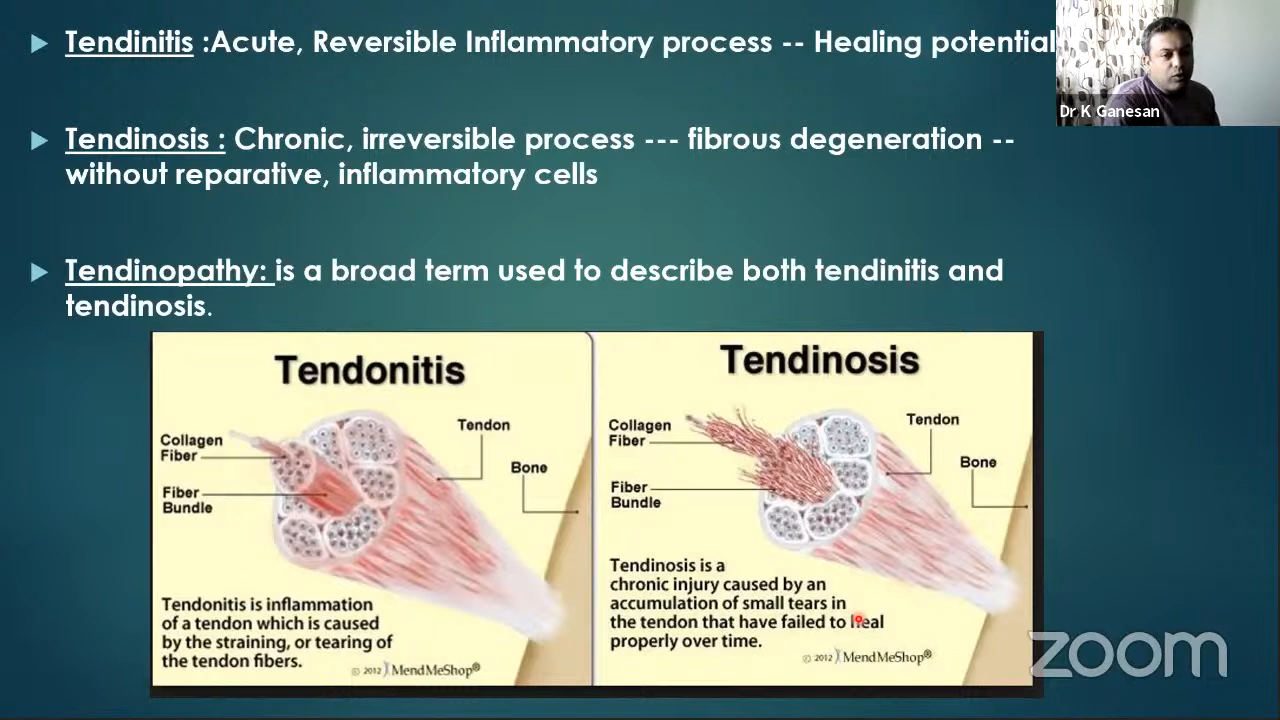 Tendinitis :Acute, Reversible Inflammatory process -- Healing potential
Dr K Ganesan
Tendinosis : Chronic, irreversible process --- fibrous degeneration --
without reparative, inflammatory cells
Tendinopathy: is a broad term used to describe both tendinitis and
tendinosis.
Tendonitis
Collagen
Fiber
Fiber
Bundle
Tendon
Bone
Tendonitis is inflammation
of a tendon which is caused
by the straining, or tearing of
the tendon fibers.
© 2012 MendMeShop®
Tendinosis
Collagen
Fiber
Fiber
Bundle
Tendon
Bone
Tendinosis is a
chronic injury caused by an
accumulation of small tears in
the tendon that have failed to heal
properly over time.
© 2012 MendMeShop®
zoom